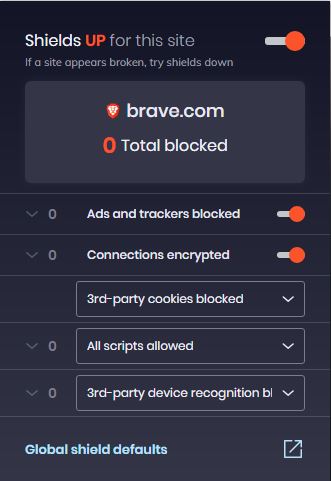 Shields UP for this site
If a site appears broken, try shields down
brave.com
0 Total blocked
0 Ads and trackers blocked
0 Connections encrypted
3rd-party cookies blocked
0 All scripts allowed
0 3rd-party device recognition bl
Global shield defaults